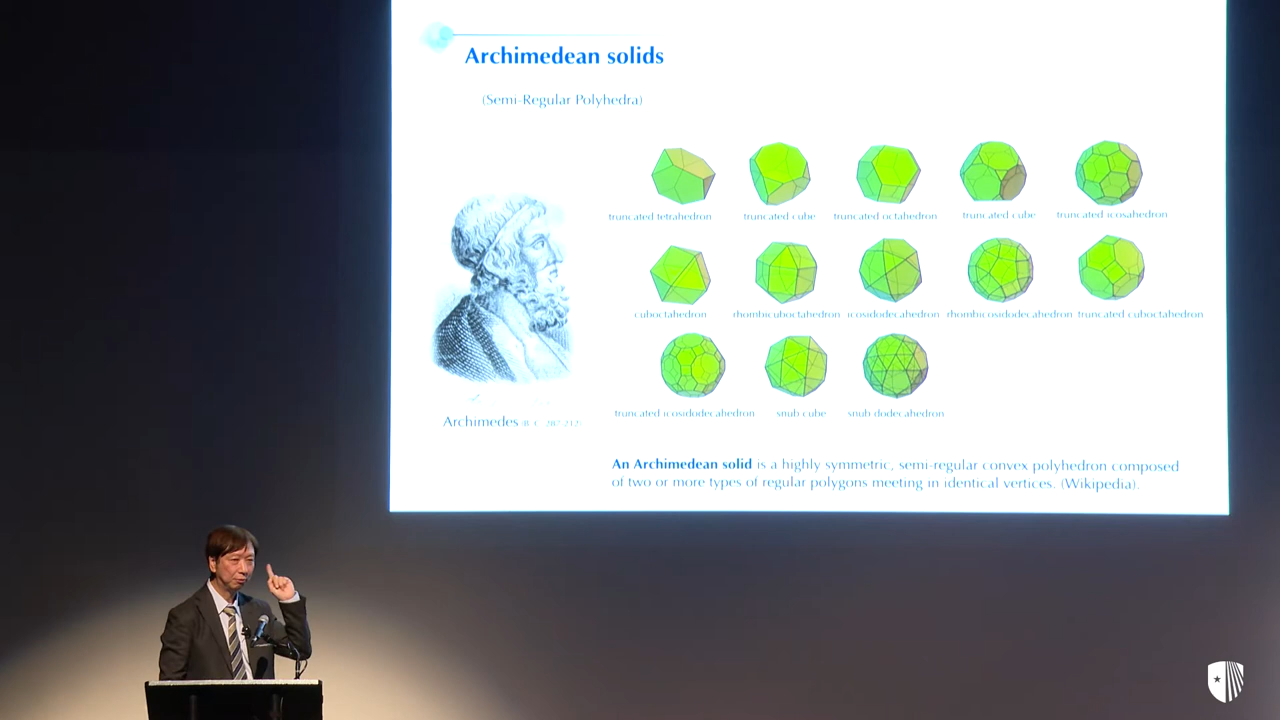 Archimedean solids
(Semi-Regular Polyhedra)
truncated tetrahedron truncated cube truncated octahedron truncated cube truncated icosahedron
cuboctahedron rhombicuboctahedron icosidodecahedron rhombicosidodecahedron truncated cuboctahedron
truncated icosidodecahedron snub cube snub dodecahedron
Archimedes (B. C. 287-212)
An Archimedean solid is a highly symmetric, semi-regular convex polyhedron composed
of two or more types of regular polygons meeting in identical vertices. (Wikipedia).